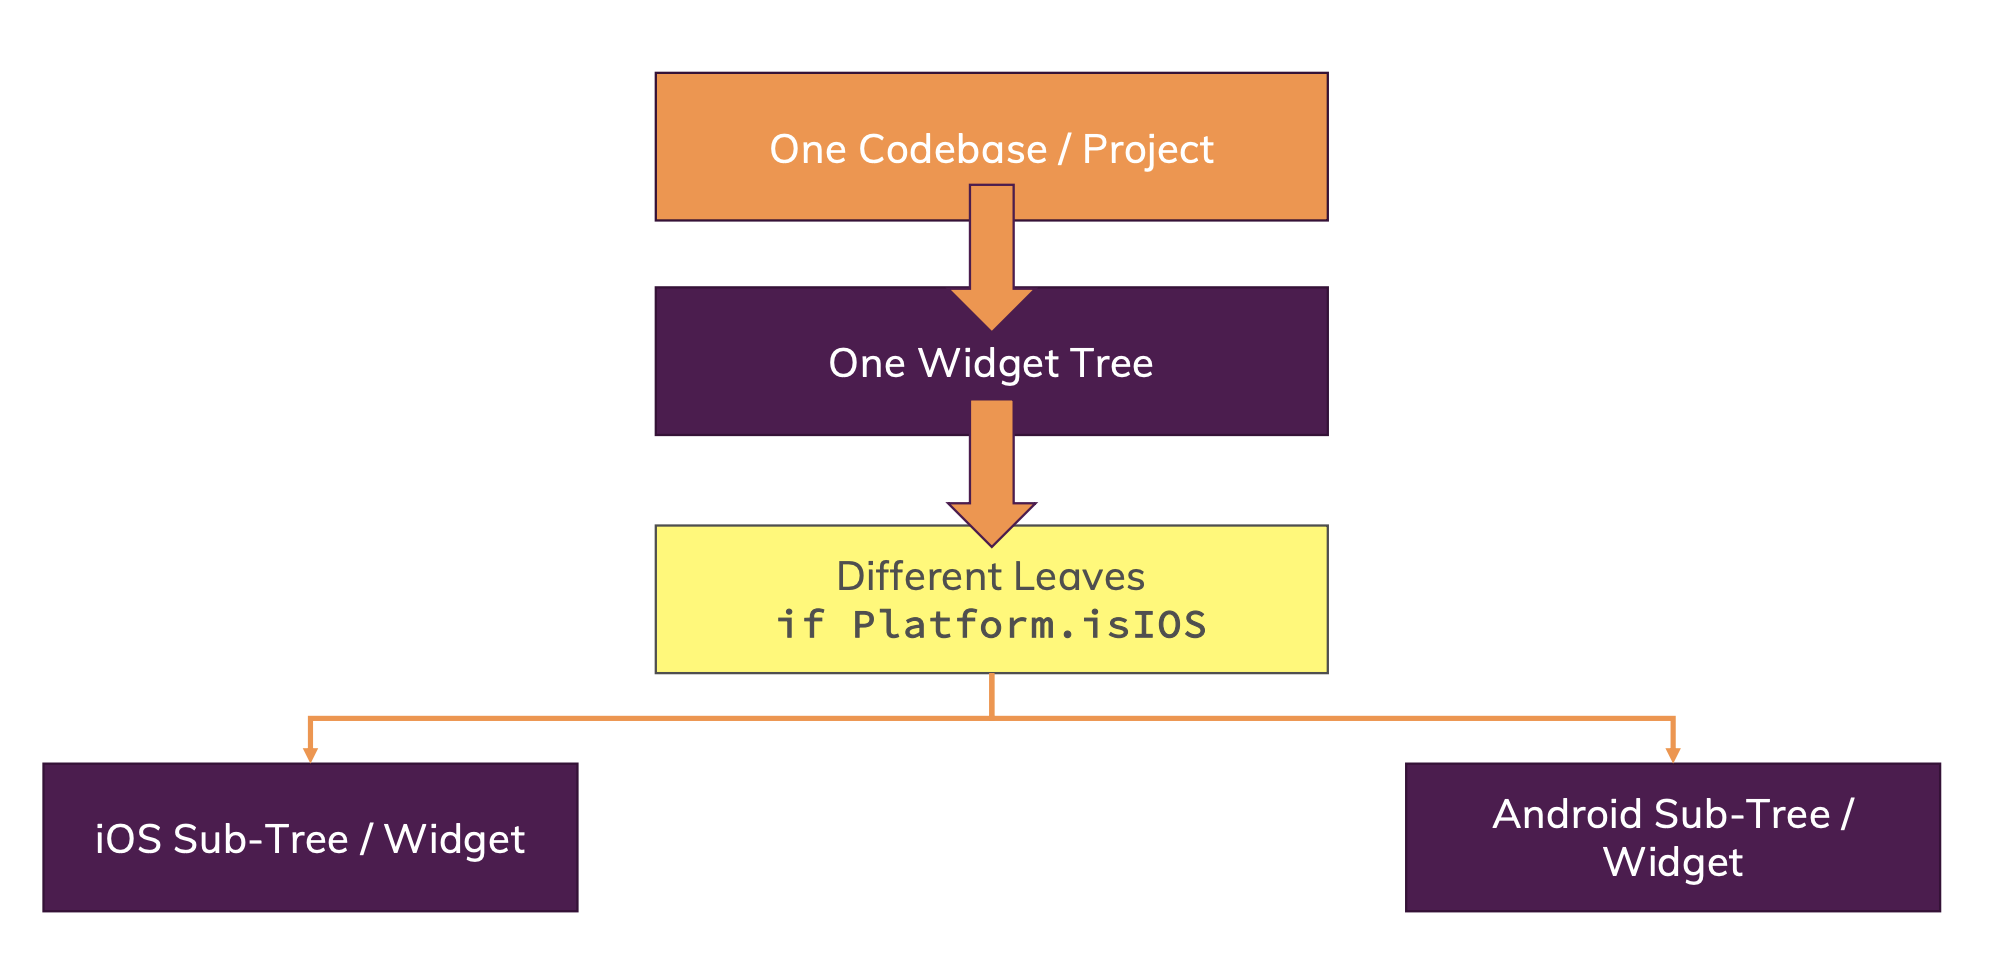 One Codebase / Project
One Widget Tree
Different Leaves
if Platform.isIOS
iOS Sub-Tree / Widget
Android Sub-Tree /
Widget